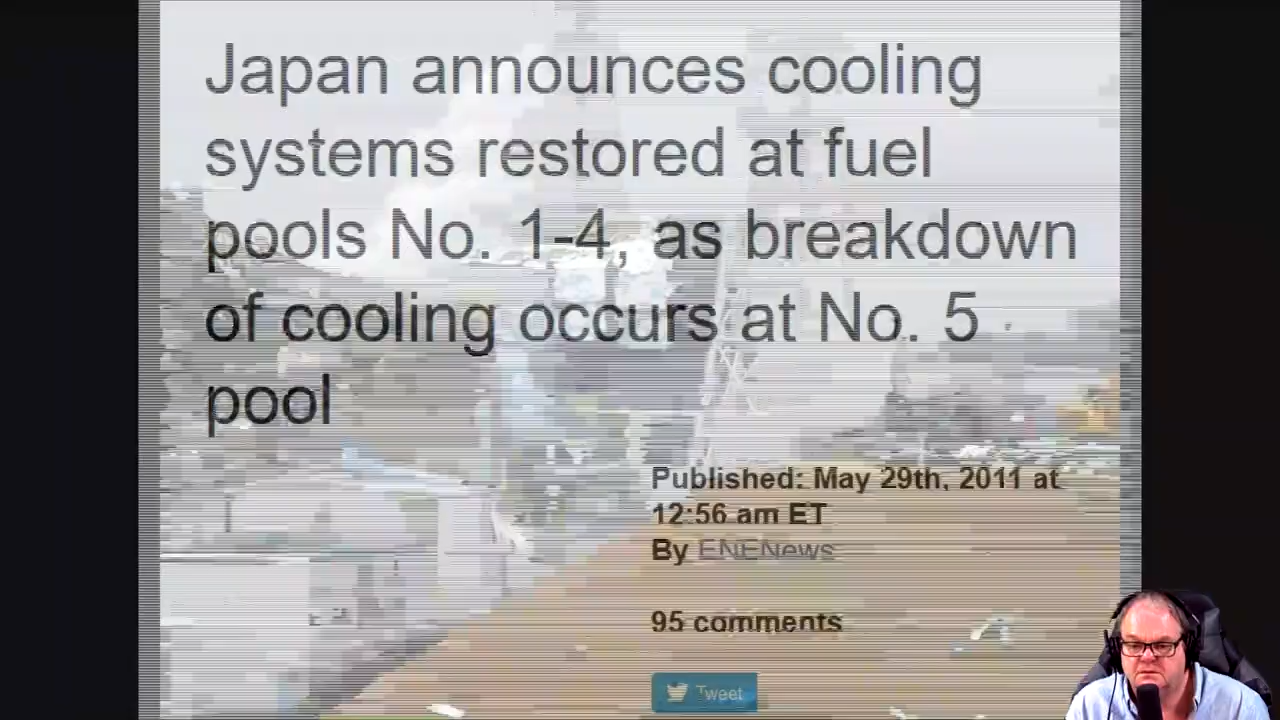 Japan announces cooling
systems restored at fuel
pools No. 1-4, as breakdown
of cooling occurs at No. 5
pool
Published: May 29th, 2011 at
12:56 am ET
By ENENews
95 comments
Tweet